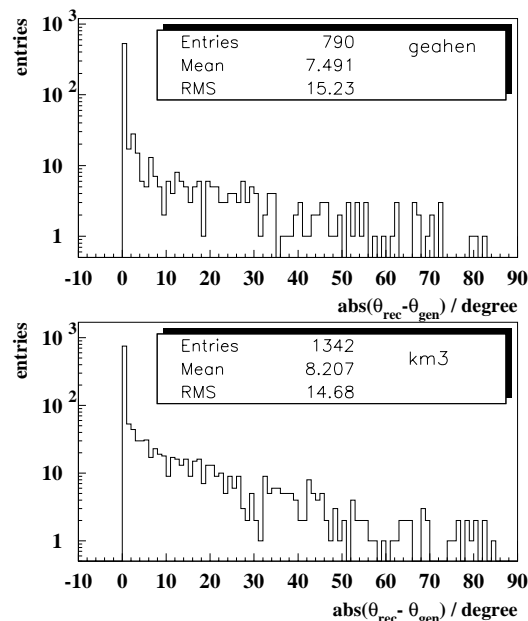 entries
10³
10²
10
1
Entries 790
Mean 7.491
RMS 15.23
geahen
-10 0 10 20 30 40 50 60 70 80 90
abs(θrec-θgen) / degree
entries
10³
10²
10
1
Entries 1342
Mean 8.207
RMS 14.68
km3
-10 0 10 20 30 40 50 60 70 80 90
abs(θrec- θgen) / degree